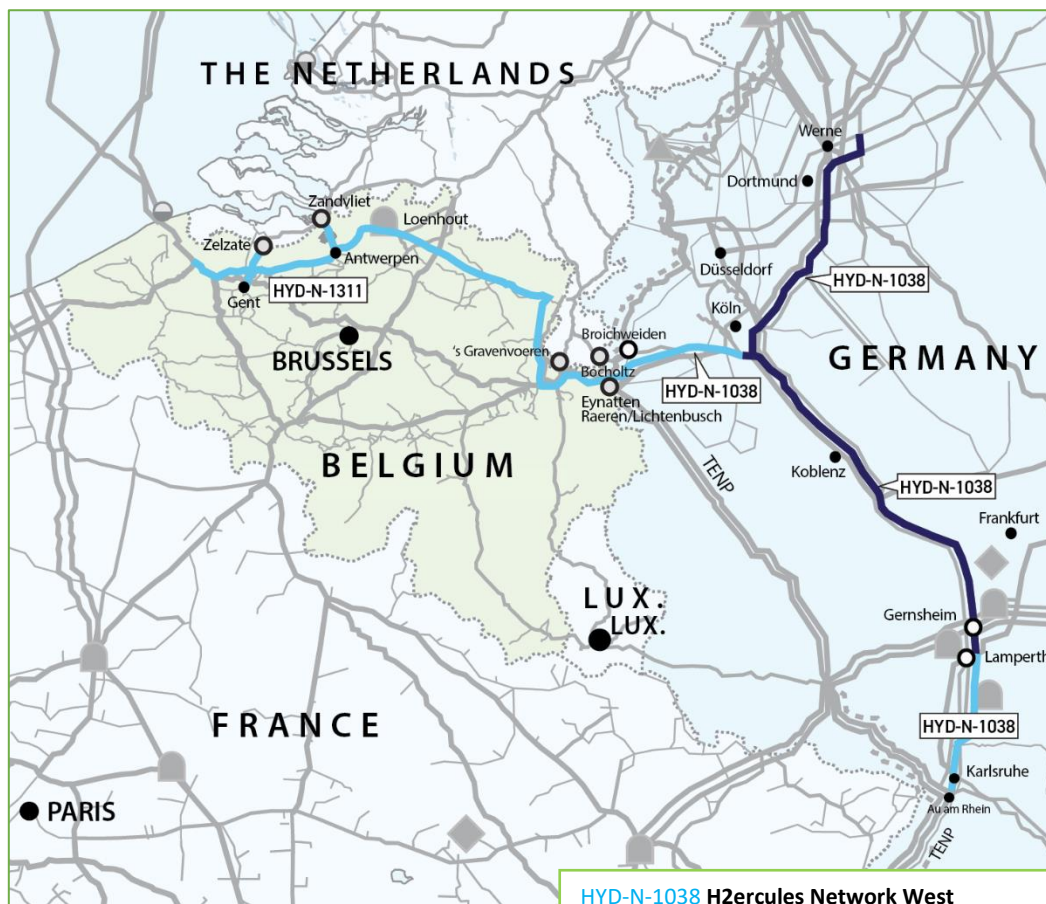 THE NETHERLANDS
Werne
Dortmund
Zandvliet
Loenhout
Zelzate
Antwerpen
Düsseldorf
HYD-N-1038
Gent
HYD-N-1311
Köln
BRUSSELS
Broichweiden
's Gravenvoeren
Bocholtz
GERMANY
HYD-N-1038
Eynatten
Raeren/Lichtenbusch
BELGIUM
TENP
Koblenz
HYD-N-1038
Frankfurt
LUX.
LUX.
Gernsheim
Lamperth
FRANCE
HYD-N-1038
Karlsruhe
Au am Rhein
PARIS
TENP
HYD-N-1038 H2ercules Network West